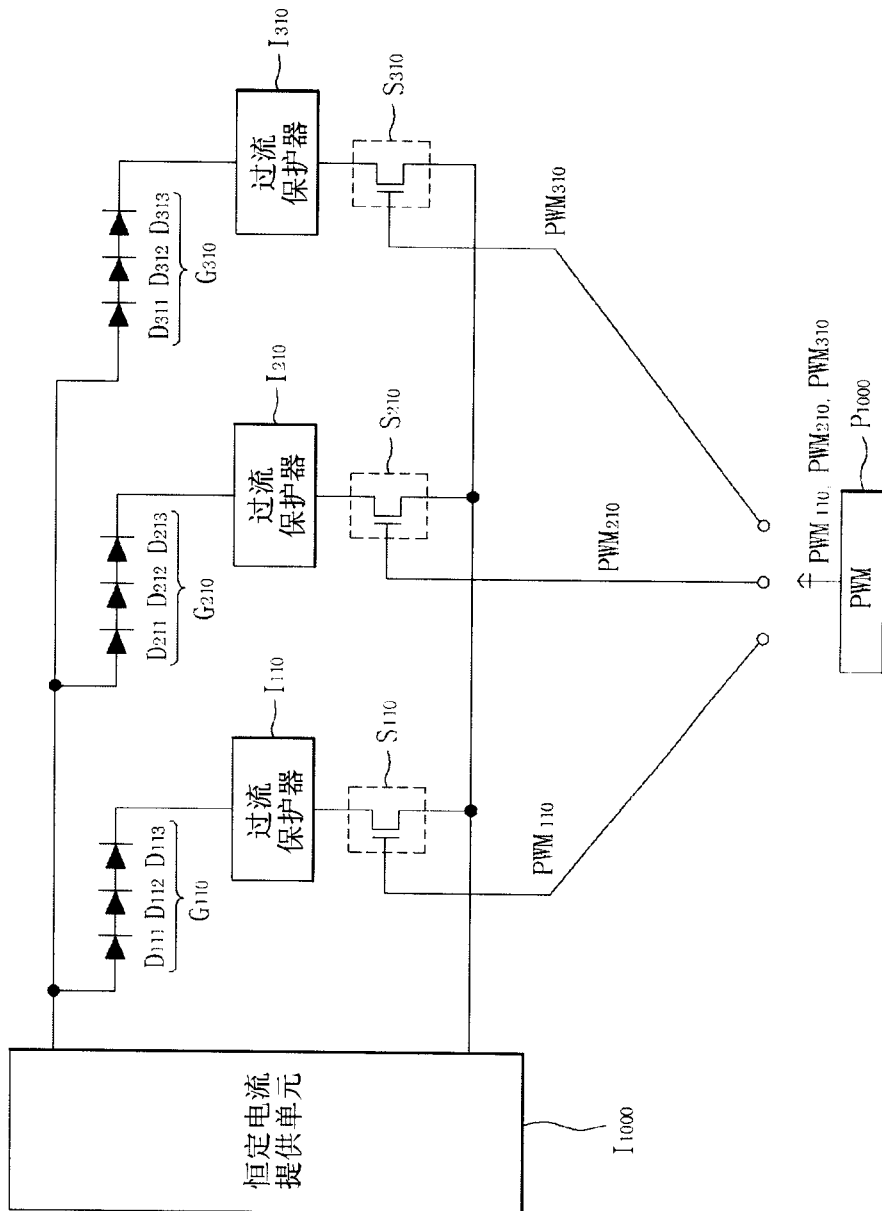 恒定电流
提供单元
I1000
D111 D112 D113
G110
过流
保护器
I110
S110
PWM110
D211 D212 D213
G210
过流
保护器
I210
S210
PWM210
D311 D312 D313
G310
过流
保护器
I310
S310
PWM310
PWM110, PWM210, PWM310
PWM
P1000